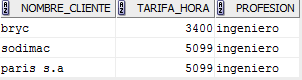 NOMBRE_CLIENTE TARIFA_HORA PROFESION
bryc 3400 ingeniero
sodimac 5099 ingeniero
paris s.a 5099 ingeniero